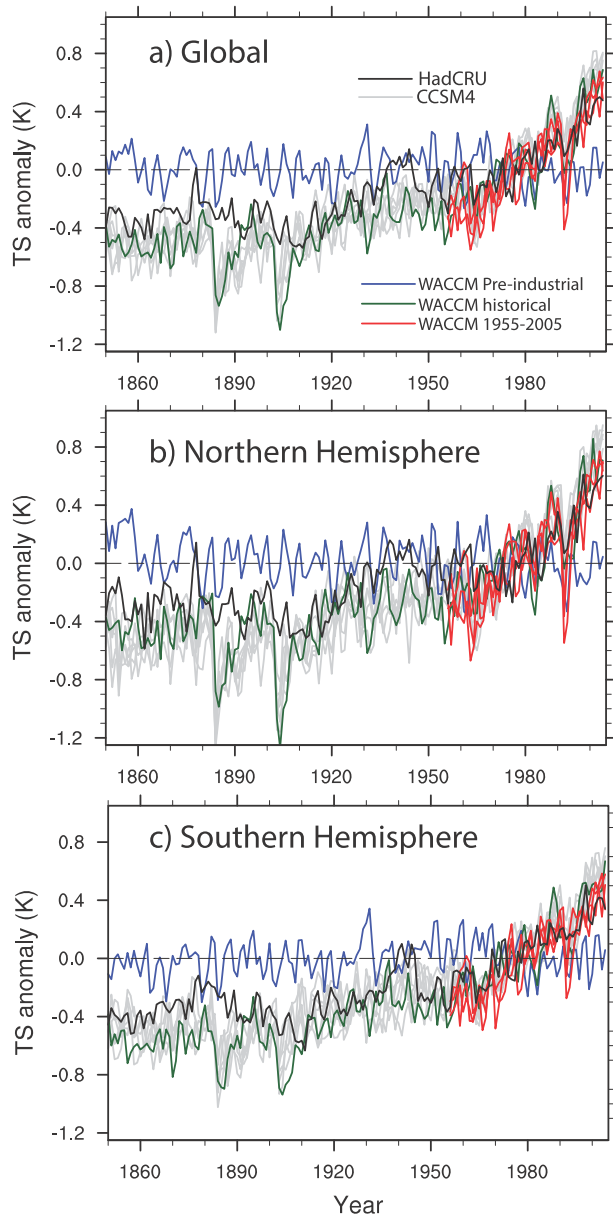 a) Global
HadCRU
CCSM4
0.8
0.4
0.0
-0.4
-0.8
-1.2
TS anomaly (K)
WACCM Pre-industrial
WACCM historical
WACCM 1955-2005
1860 1890 1920 1950 1980
b) Northern Hemisphere
0.8
0.4
0.0
-0.4
-0.8
-1.2
TS anomaly (K)
1860 1890 1920 1950 1980
c) Southern Hemisphere
0.8
0.4
0.0
-0.4
-0.8
-1.2
TS anomaly (K)
1860 1890 1920 1950 1980
Year